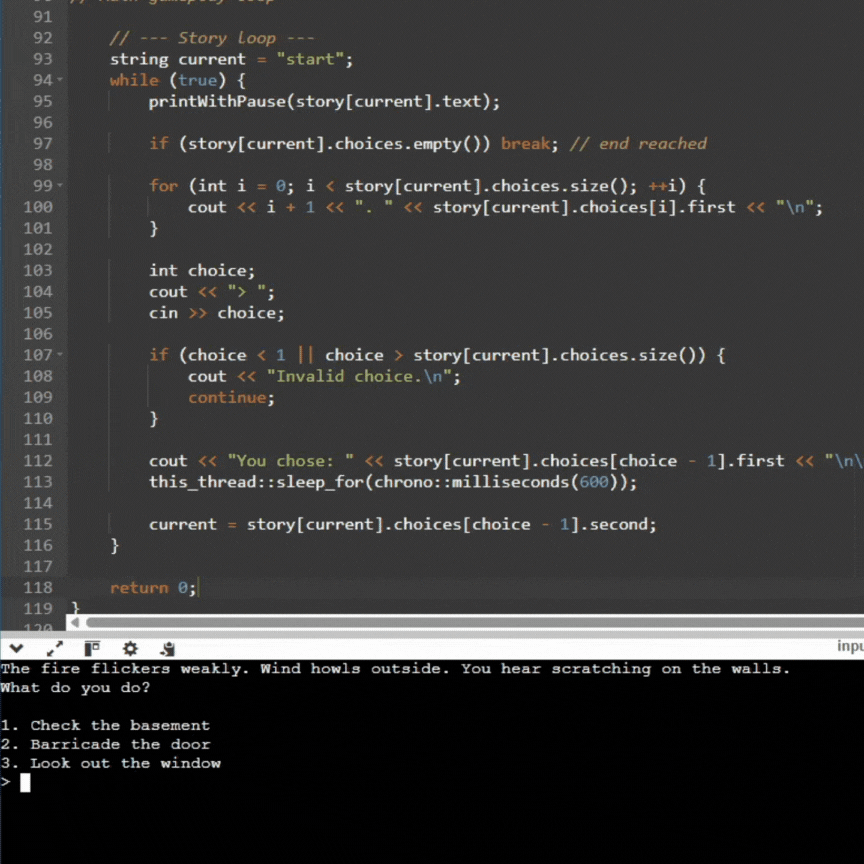 91
92 // --- Story loop ---
93 string current = "start";
94 while (true) {
95 printWithPause(story[current].text);
96
97 if (story[current].choices.empty()) break; // end reached
98
99 for (int i = 0; i < story[current].choices.size(); ++i) {
100 cout << i + 1 << ". " << story[current].choices[i].first << "\n";
101 }
102
103 int choice;
104 cout << "> ";
105 cin >> choice;
106
107 if (choice < 1 || choice > story[current].choices.size()) {
108 cout << "Invalid choice.\n";
109 continue;
110 }
111
112 cout << "You chose: " << story[current].choices[choice - 1].first << "\n\
113 this_thread::sleep_for(chrono::milliseconds(600));
114
115 current = story[current].choices[choice - 1].second;
116 }
117
118 return 0;
119 }
120
inpu
The fire flickers weakly. Wind howls outside. You hear scratching on the walls.
What do you do?
1. Check the basement
2. Barricade the door
3. Look out the window
>